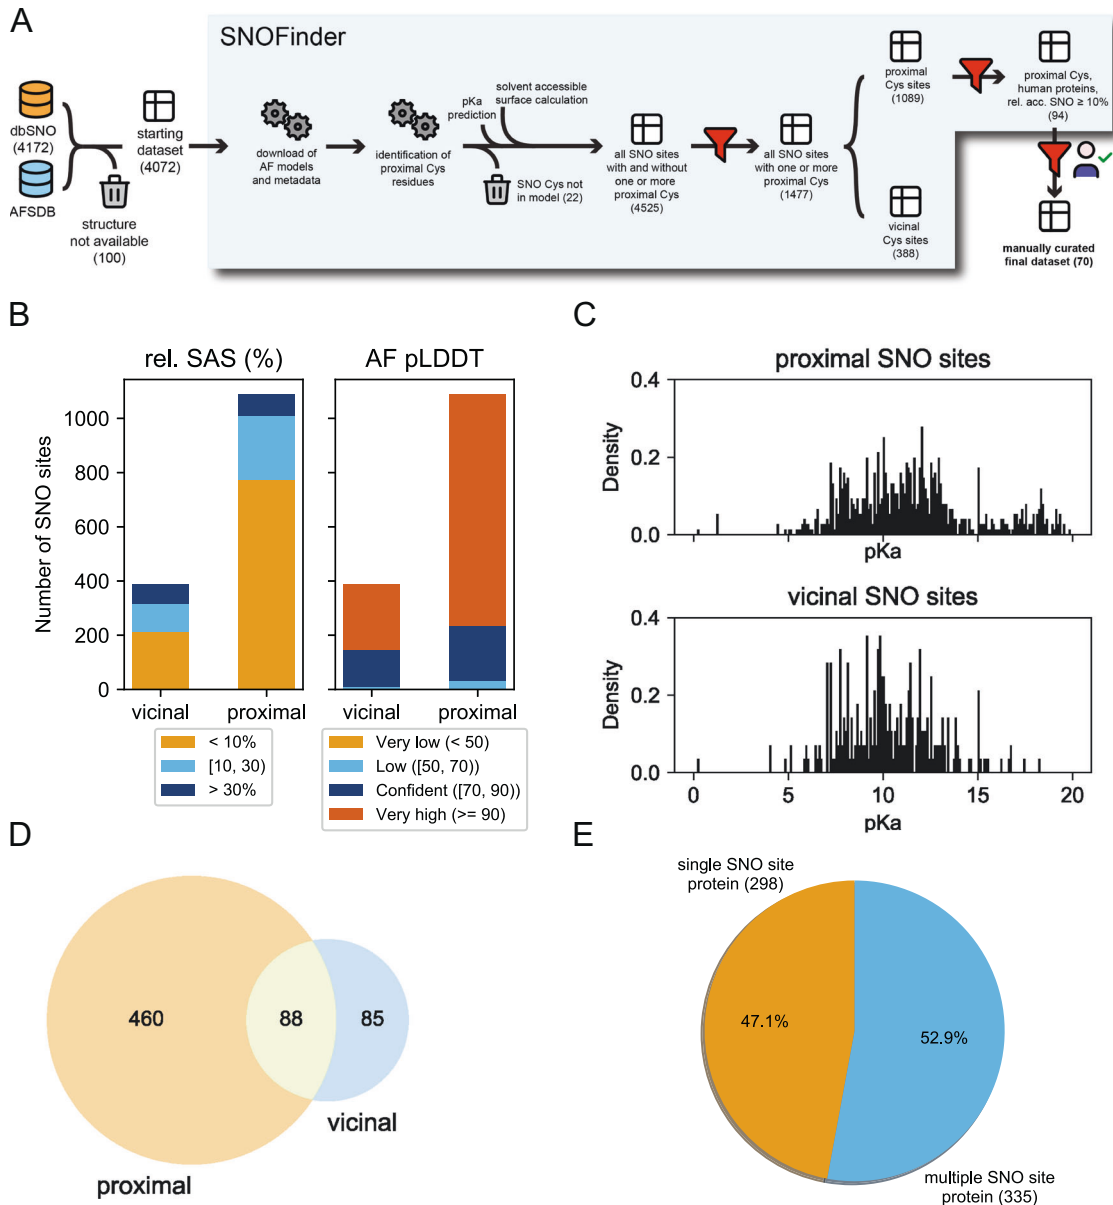 A
SNOFinder
dbSNO
(4172)
AFSDB
starting
dataset
(4072)
structure
not available
(100)
download of
AF models
and metadata
identification of
proximal Cys
residues
pKa
prediction
solvent accessible
surface calculation
SNO Cys not
in model (22)
all SNO sites
with and without
one or more
proximal Cys
(4525)
all SNO sites
with one or more
proximal Cys
(1477)
proximal
Cys sites
(1089)
vicinal
Cys sites
(388)
proximal Cys,
human proteins,
rel. acc. SNO ≥ 10%
(94)
manually curated
final dataset (70)
B
rel. SAS (%)
AF pLDDT
Number of SNO sites
1000
800
600
400
200
0
vicinal
proximal
vicinal
proximal
< 10%
[10, 30)
> 30%
Very low (< 50)
Low ([50, 70))
Confident ([70, 90))
Very high (>= 90)
C
proximal SNO sites
Density
0.4
0.2
0.0
pKa
vicinal SNO sites
Density
0.4
0.2
0.0
0
5
10
15
20
pKa
D
460
88
85
vicinal
proximal
E
single SNO site
protein (298)
47.1%
52.9%
multiple SNO site
protein (335)